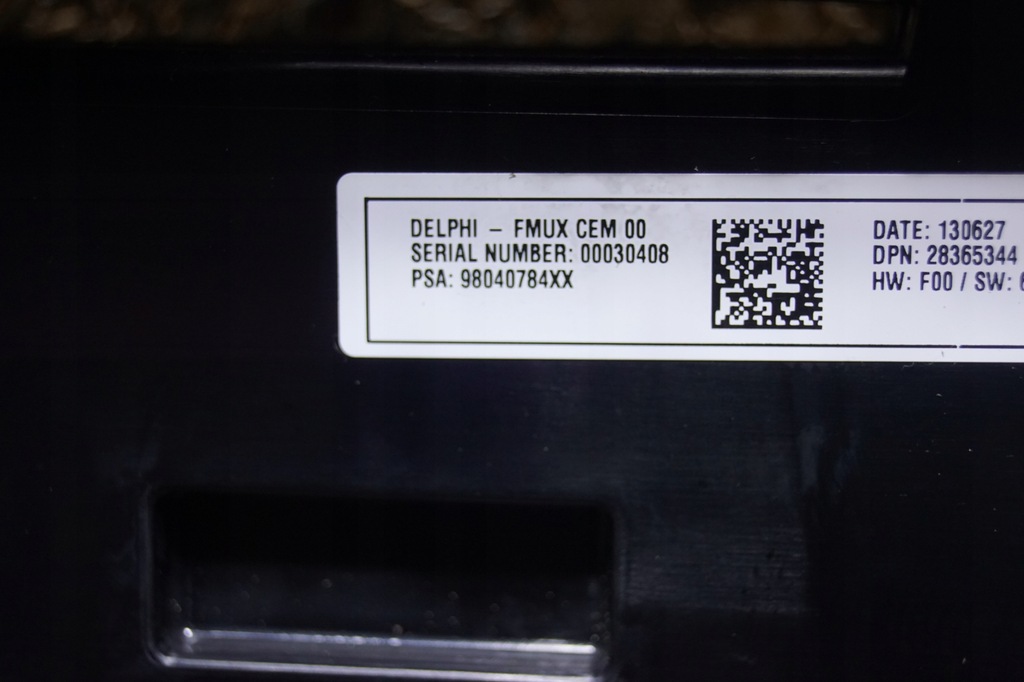 DELPHI – FMUX CEM 00
SERIAL NUMBER: 00030408
PSA: 98040784XX
DATE: 130627
DPN: 28365344
HW: F00 / SW: